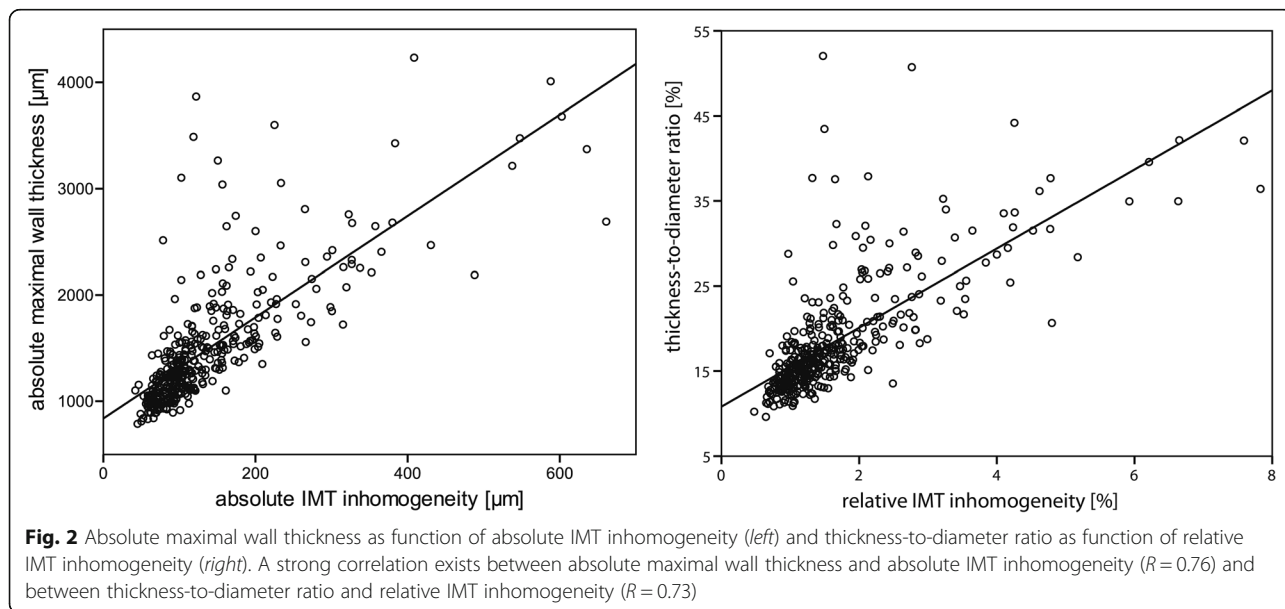 4000
3000
2000
1000
0
200
400
600
absolute maximal wall thickness [µm]
absolute IMT inhomogeneity [µm]
55
45
35
25
15
5
0
2
4
6
8
thickness-to-diameter ratio [%]
relative IMT inhomogeneity [%]
Fig. 2 Absolute maximal wall thickness as function of absolute IMT inhomogeneity (left) and thickness-to-diameter ratio as function of relative
IMT inhomogeneity (right). A strong correlation exists between absolute maximal wall thickness and absolute IMT inhomogeneity (R = 0.76) and
between thickness-to-diameter ratio and relative IMT inhomogeneity (R = 0.73)